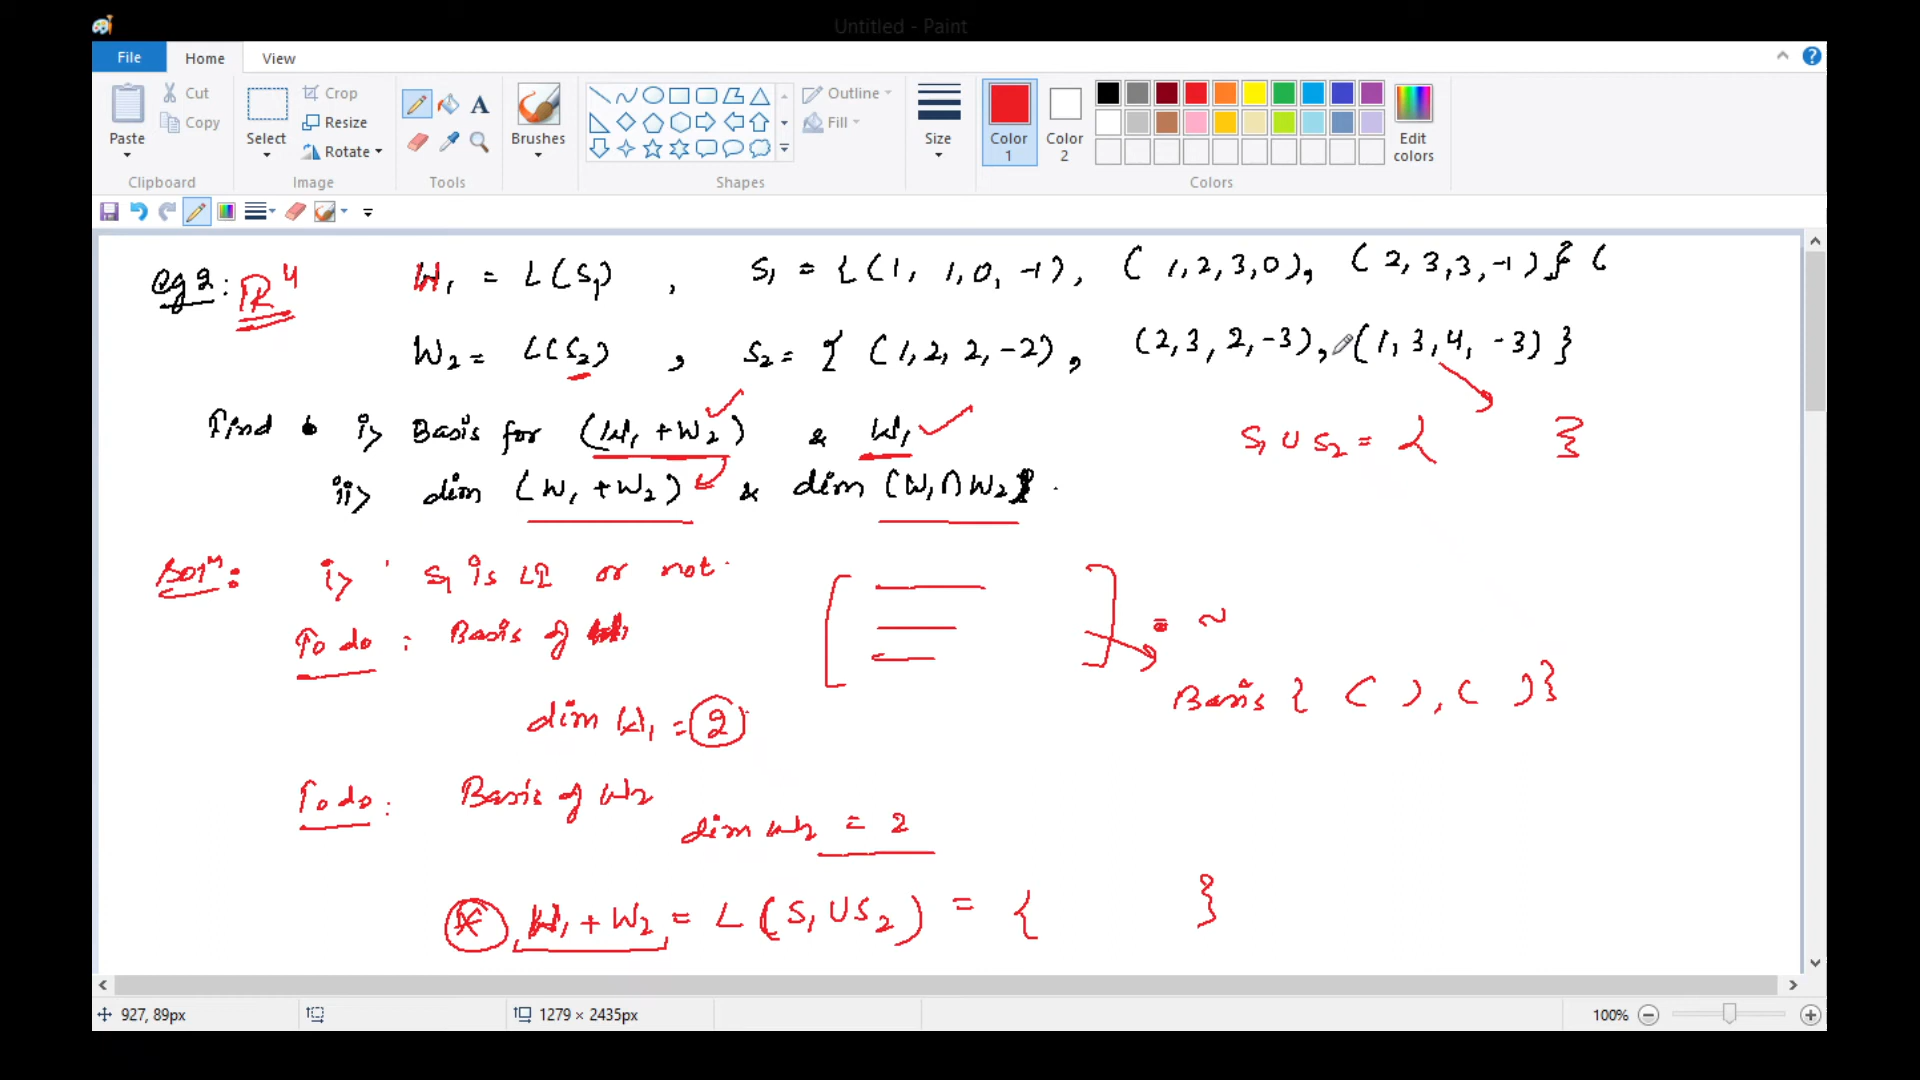 Untitled - Paint
File Home View
Paste Cut Copy Clipboard
Select Crop Resize Rotate Image
Tools
Brushes
Outline Fill Shapes
Size
Color 1 Color 2 Edit colors Colors
eg 2 : ℝ⁴ W₁ = L(S₁) , S₁ = {(1, 1, 0, -1), (1, 2, 3, 0), (2, 3, 3, -1)} (
W₂ = L(S₂) , S₂ = { (1, 2, 2, -2), (2, 3, 2, -3), (1, 3, 4, -3) }
Find i> Basis for (W₁ + W₂) & W₁
S₁ ∪ S₂ = { }
ii> dim (W₁ + W₂) & dim (W₁ ∩ W₂).
Solⁿ : i> S₁ is LI or not.
To do : Basis of W₁
= ~
Basis { ( ), ( )}
dim W₁ = 2
To do : Basis of W₂
dim W₂ = 2
* W₁ + W₂ = L(S₁ ∪ S₂) = { }
927, 89px 1279 × 2435px 100%